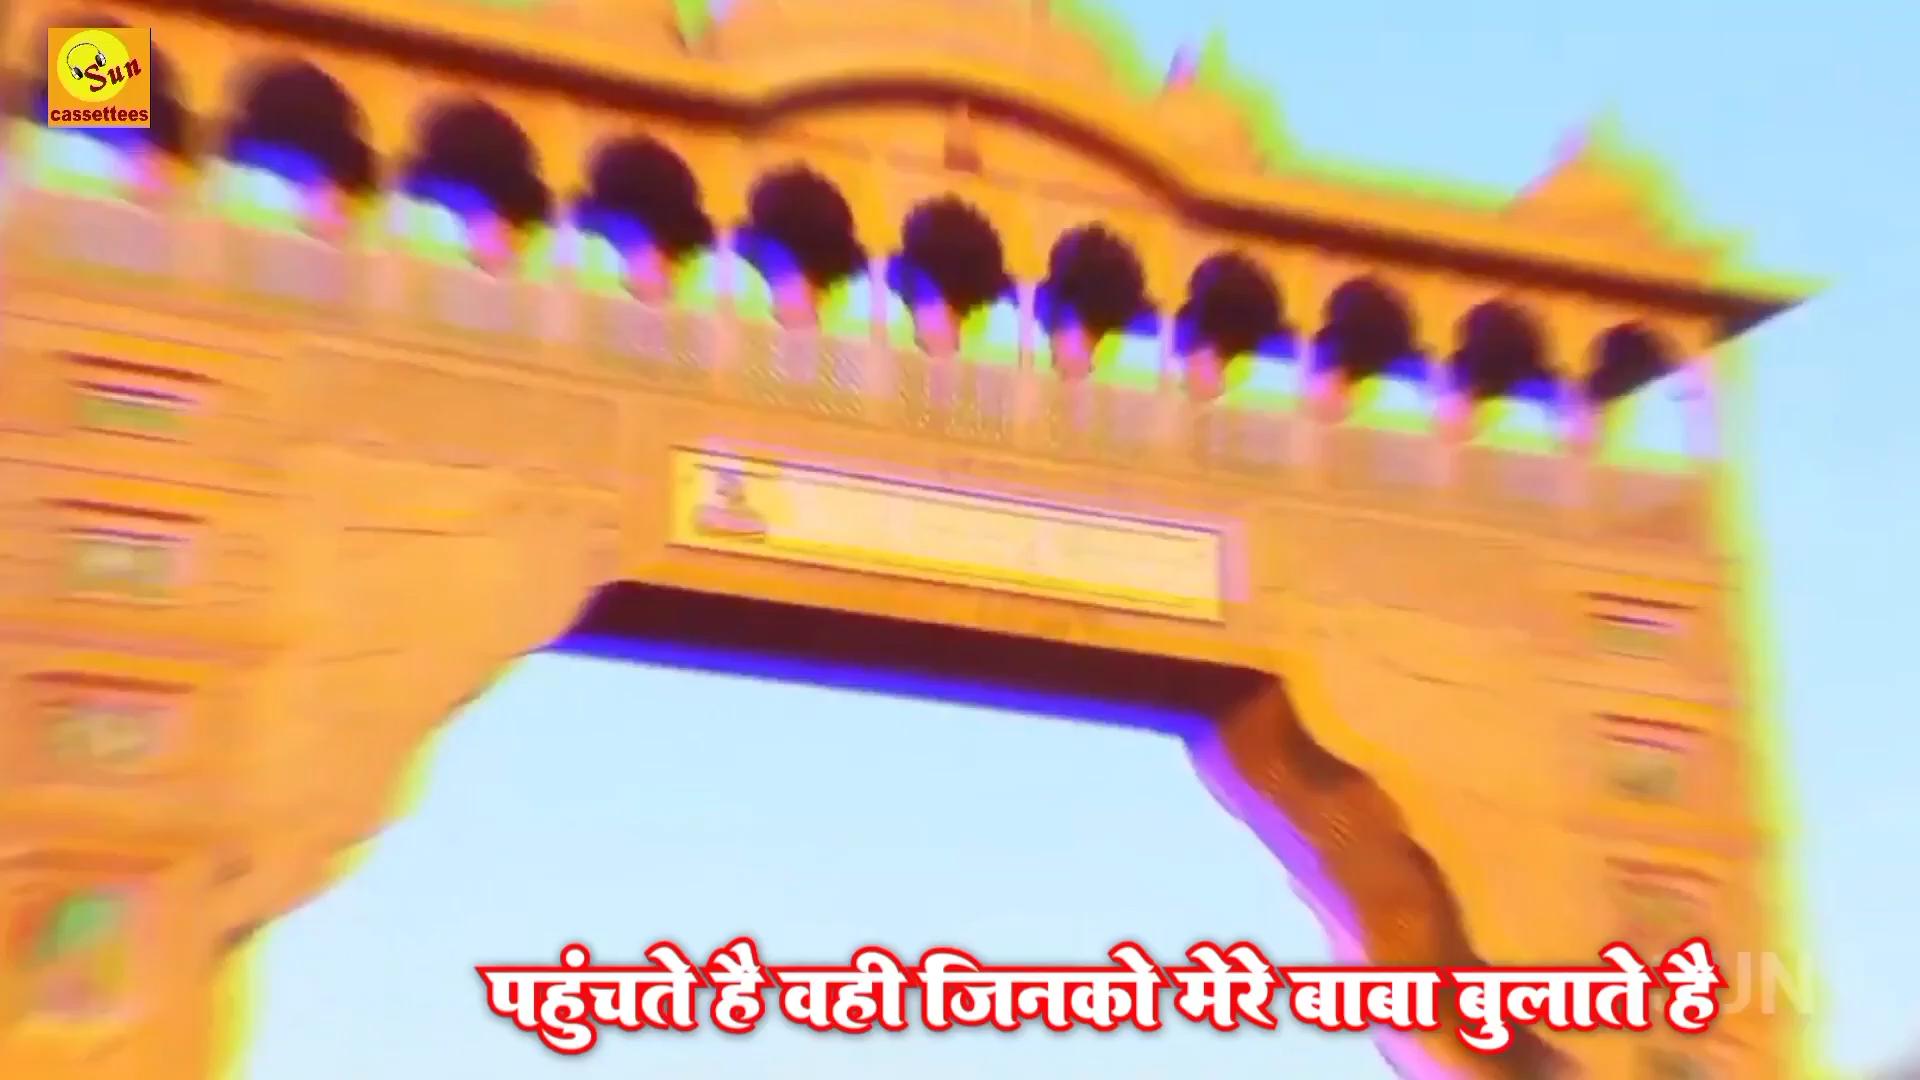 Sun
cassettees
पहुंचते है वही जिनको मेरे बाबा बुलाते है